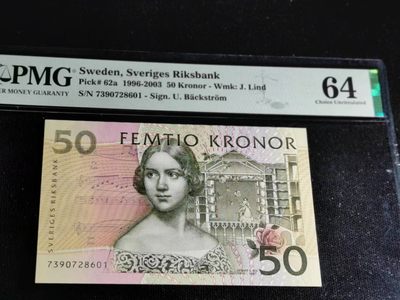 PMG
ER MONEY GUARANTY
Sweden, Sveriges Riksbank
Pick# 62a 1996-2003 50 Kronor - Wmk: J. Lind
S/N 7390728601 - Sign. U. Bäckström
64
Choice Uncirculated
50
FEMTIO KRONOR
SVERIGES RIKSBANK
7390728601
50